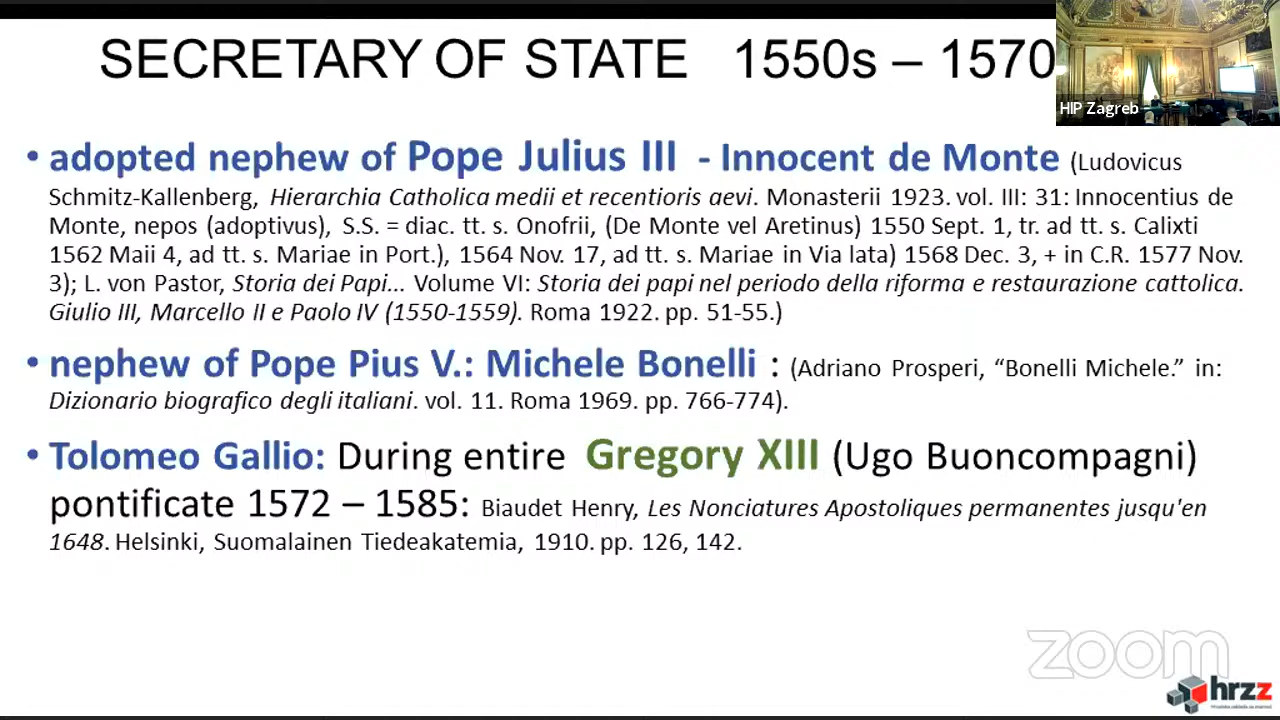 SECRETARY OF STATE 1550s – 1570
HIP Zagreb
• adopted nephew of Pope Julius III - Innocent de Monte (Ludovicus
Schmitz-Kallenberg, Hierarchia Catholica medii et recentioris aevi. Monasterii 1923. vol. III: 31: Innocentius de
Monte, nepos (adoptivus), S.S. = diac. tt. s. Onofrii, (De Monte vel Aretinus) 1550 Sept. 1, tr. ad tt. s. Calixti
1562 Maii 4, ad tt. s. Mariae in Port.), 1564 Nov. 17, ad tt. s. Mariae in Via lata) 1568 Dec. 3, + in C.R. 1577 Nov.
3); L. von Pastor, Storia dei Papi... Volume VI: Storia dei papi nel periodo della riforma e restaurazione cattolica.
Giulio III, Marcello II e Paolo IV (1550-1559). Roma 1922. pp. 51-55.)
• nephew of Pope Pius V.: Michele Bonelli : (Adriano Prosperi, “Bonelli Michele.” in:
Dizionario biografico degli italiani. vol. 11. Roma 1969. pp. 766-774).
• Tolomeo Gallio: During entire Gregory XIII (Ugo Buoncompagni)
pontificate 1572 – 1585: Biaudet Henry, Les Nonciatures Apostoliques permanentes jusqu'en
1648. Helsinki, Suomalainen Tiedeakatemia, 1910. pp. 126, 142.
zoom
hrzz